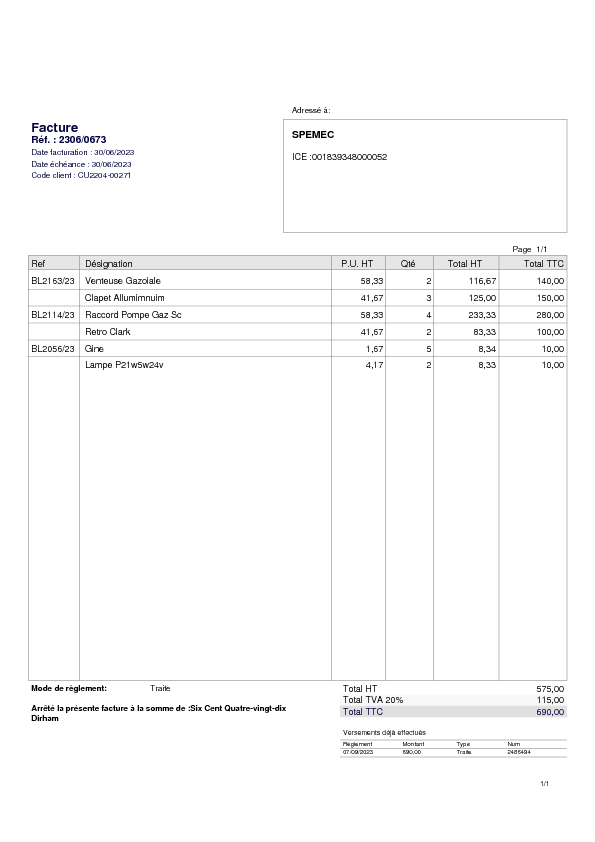 Adressé à:
Facture
Réf. : 2306/0673
Date facturation : 30/06/2023
Date échéance : 30/06/2023
Code client : CU2204-00271
SPEMEC
ICE :001839348000052
Page 1/1
Ref Désignation P.U. HT Qté Total HT Total TTC
BL2163/23 Venteuse Gazoiale 58,33 2 116,67 140,00
Clapet Allumimnuim 41,67 3 125,00 150,00
BL2114/23 Raccord Pompe Gaz Sc 58,33 4 233,33 280,00
Retro Clark 41,67 2 83,33 100,00
BL2056/23 Gine 1,67 5 8,34 10,00
Lampe P21w5w24v 4,17 2 8,33 10,00
Mode de règlement: Traite
Arrêté la présente facture à la somme de :Six Cent Quatre-vingt-dix
Dirham
Total HT 575,00
Total TVA 20% 115,00
Total TTC 690,00
Versements déjà effectués
Règlement Montant Type Num
07/09/2023 690,00 Traite 2485494
1/1